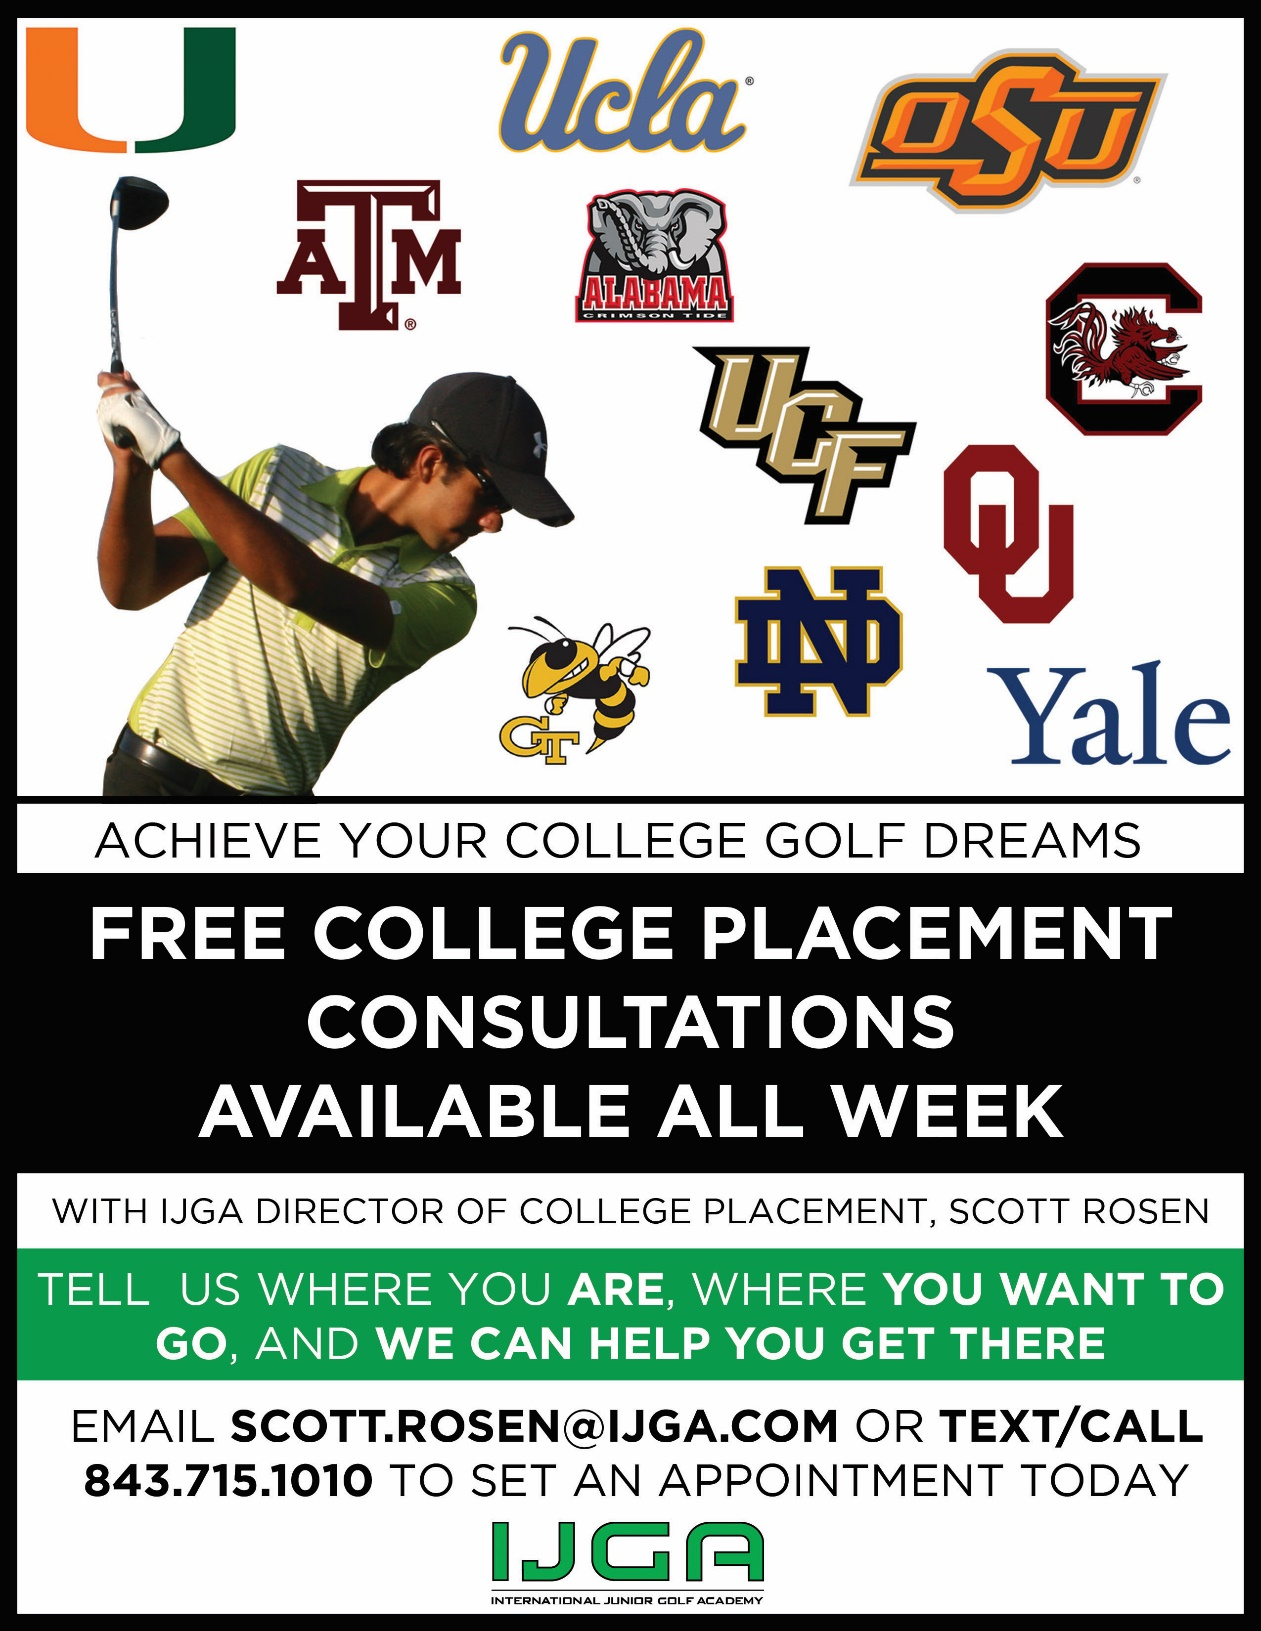 U
Ucla®
OSU®
ATM®
ALABAMA
CRIMSON TIDE
C
UCF
OU
ND
GT
Yale
ACHIEVE YOUR COLLEGE GOLF DREAMS
FREE COLLEGE PLACEMENT
CONSULTATIONS
AVAILABLE ALL WEEK
WITH IJGA DIRECTOR OF COLLEGE PLACEMENT, SCOTT ROSEN
TELL US WHERE YOU ARE, WHERE YOU WANT TO
GO, AND WE CAN HELP YOU GET THERE
EMAIL SCOTT.ROSEN@IJGA.COM OR TEXT/CALL
843.715.1010 TO SET AN APPOINTMENT TODAY
IJGA
INTERNATIONAL JUNIOR GOLF ACADEMY